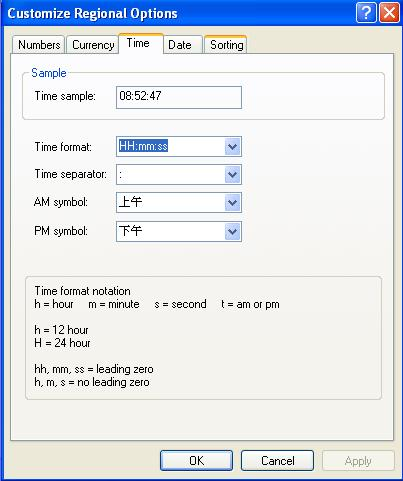 Customize Regional Options
Numbers Currency Time Date Sorting
Sample
Time sample: 08:52:47
Time format: HH:mm:ss
Time separator: :
AM symbol: 上午
PM symbol: 下午
Time format notation
h = hour m = minute s = second t = am or pm
h = 12 hour
H = 24 hour
hh, mm, ss = leading zero
h, m, s = no leading zero
OK Cancel Apply